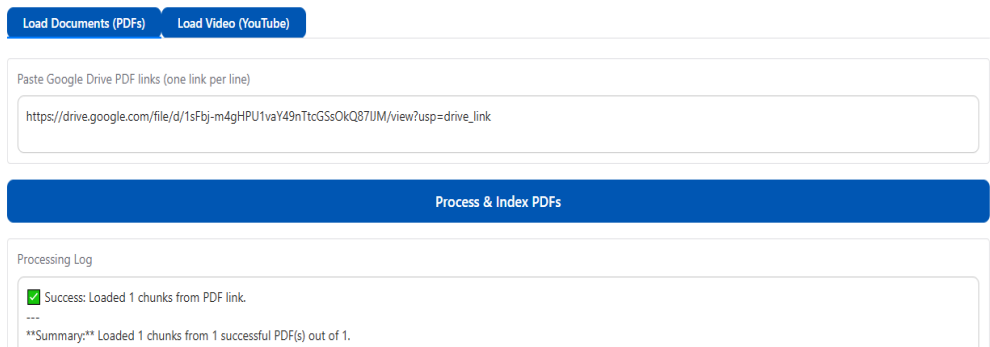 Load Documents (PDFs) Load Video (YouTube)
Paste Google Drive PDF links (one link per line)
https://drive.google.com/file/d/1sFbj-m4gHPU1vaY49nTtcGSsOkQ87lJM/view?usp=drive_link
Process & Index PDFs
Processing Log
✅ Success: Loaded 1 chunks from PDF link.
---
**Summary:** Loaded 1 chunks from 1 successful PDF(s) out of 1.